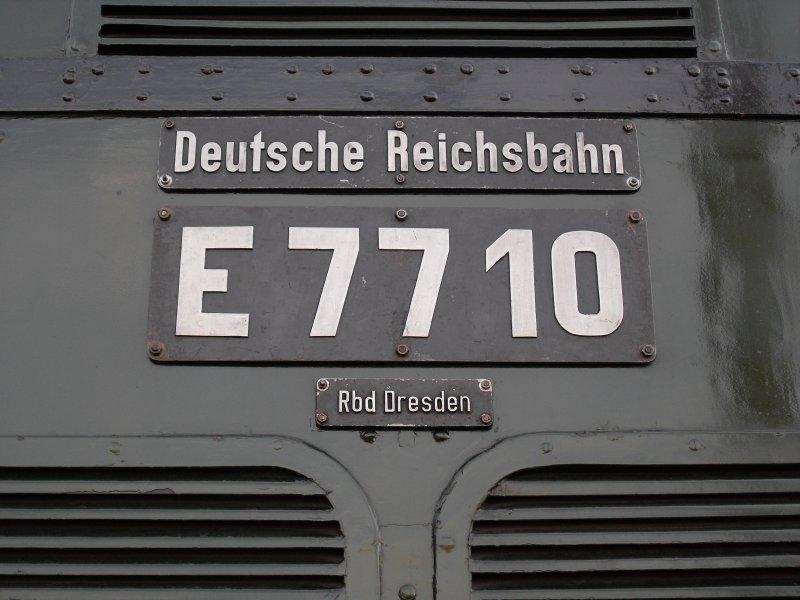 Deutsche Reichsbahn
E 77 10
Rbd Dresden